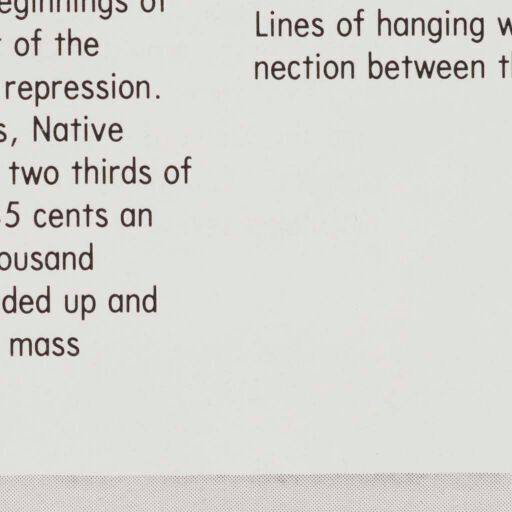 eginnings of
of the
repression.
s, Native
two thirds of
5 cents an
ousand
ded up and
mass
Lines of hanging w
nection between th